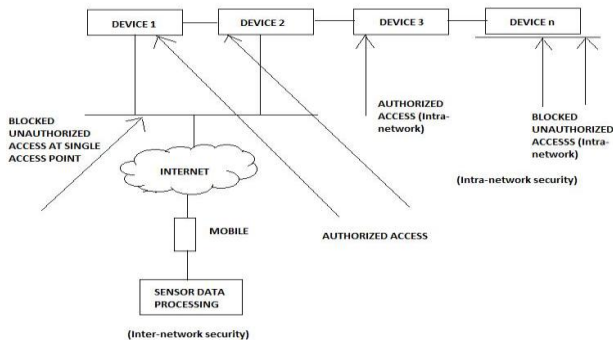 DEVICE 1
DEVICE 2
DEVICE 3
DEVICE n
BLOCKED
UNAUTHORIZED
ACCESS AT SINGLE
ACCESS POINT
AUTHORIZED
ACCESS (Intra-
network)
BLOCKED
UNAUTHORIZED
ACCESSS (Intra-
network)
(Intra-network security)
INTERNET
MOBILE
AUTHORIZED ACCESS
SENSOR DATA
PROCESSING
(Inter-network security)